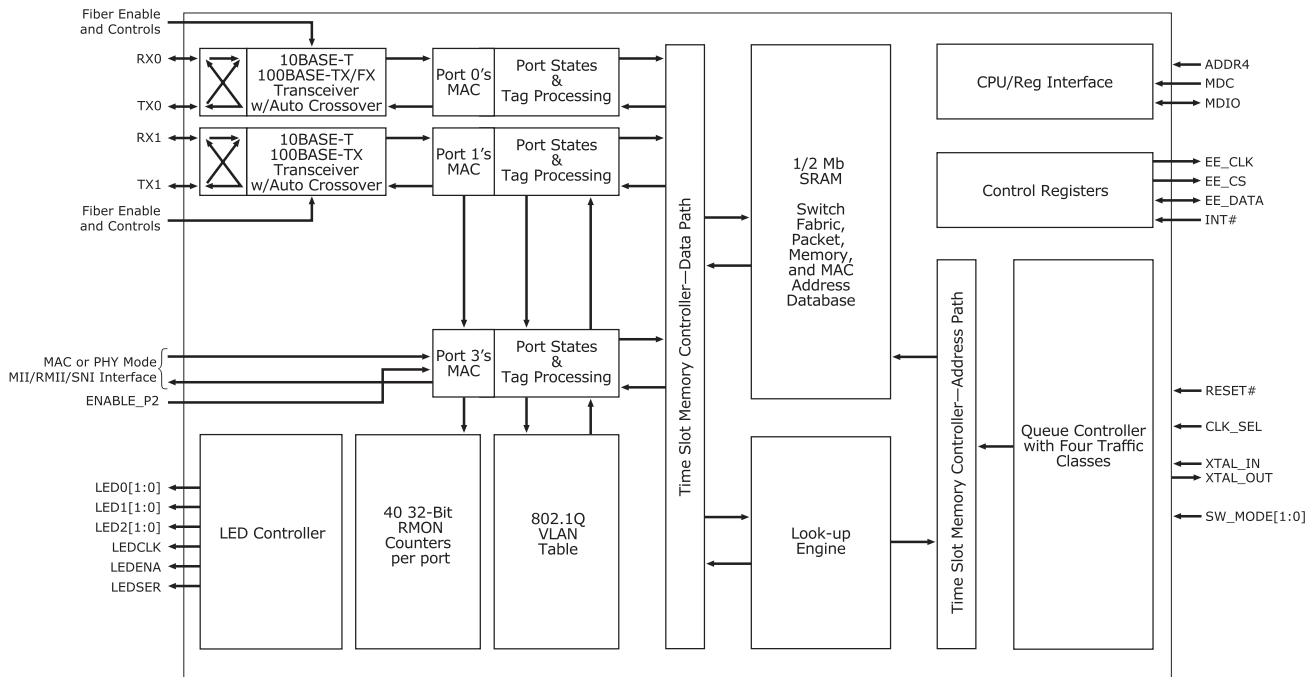 Fiber Enable
and Controls
RX0
TX0
RX1
TX1
Fiber Enable
and Controls
10BASE-T
100BASE-TX/FX
Transceiver
w/Auto Crossover
Port 0's
MAC
Port States
&
Tag Processing
10BASE-T
100BASE-TX
Transceiver
w/Auto Crossover
Port 1's
MAC
Port States
&
Tag Processing
MAC or PHY Mode
MII/RMII/SNI Interface
ENABLE_P2
Port 3's
MAC
Port States
&
Tag Processing
LED0[1:0]
LED1[1:0]
LED2[1:0]
LEDCLK
LEDENA
LEDSER
LED Controller
40 32-Bit
RMON
Counters
per port
802.1Q
VLAN
Table
Time Slot Memory Controller—Data Path
1/2 Mb
SRAM
Switch
Fabric,
Packet,
Memory,
and MAC
Address
Database
Look-up
Engine
Time Slot Memory Controller—Address Path
CPU/Reg Interface
Control Registers
Queue Controller
with Four Traffic
Classes
ADDR4
MDC
MDIO
EE_CLK
EE_CS
EE_DATA
INT#
RESET#
CLK_SEL
XTAL_IN
XTAL_OUT
SW_MODE[1:0]